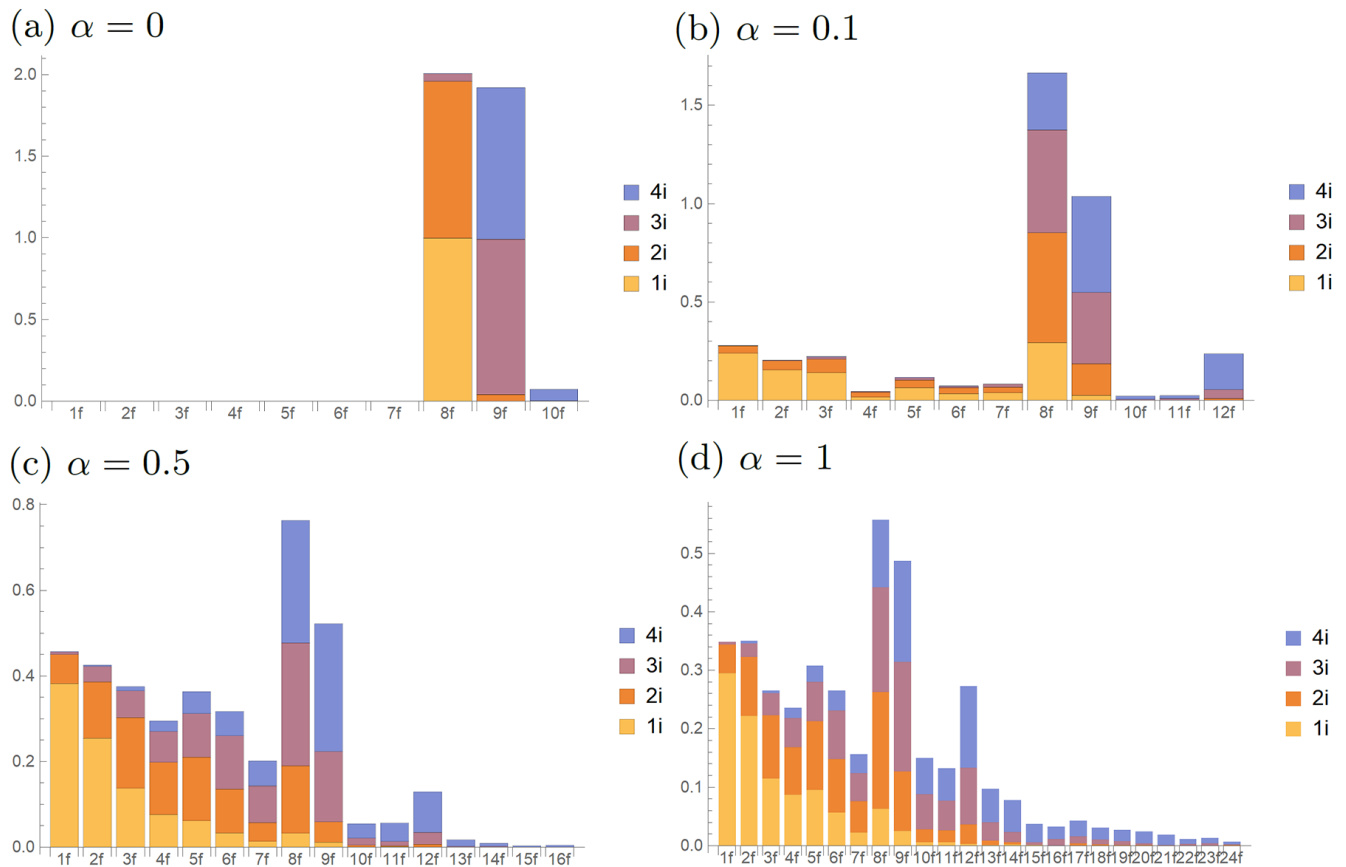 (a) α = 0
2.0
1.5
1.0
0.5
0.0
1f 2f 3f 4f 5f 6f 7f 8f 9f 10f
4i
3i
2i
1i
(b) α = 0.1
1.5
1.0
0.5
0.0
1f 2f 3f 4f 5f 6f 7f 8f 9f 10f 11f 12f
4i
3i
2i
1i
(c) α = 0.5
0.8
0.6
0.4
0.2
0.0
1f 2f 3f 4f 5f 6f 7f 8f 9f 10f 11f 12f 13f 14f 15f 16f
4i
3i
2i
1i
(d) α = 1
0.5
0.4
0.3
0.2
0.1
0.0
1f 2f 3f 4f 5f 6f 7f 8f 9f 10f 11f 12f 13f 14f 15f 16f 17f 18f 19f 20f 21f 22f 23f 24f
4i
3i
2i
1i